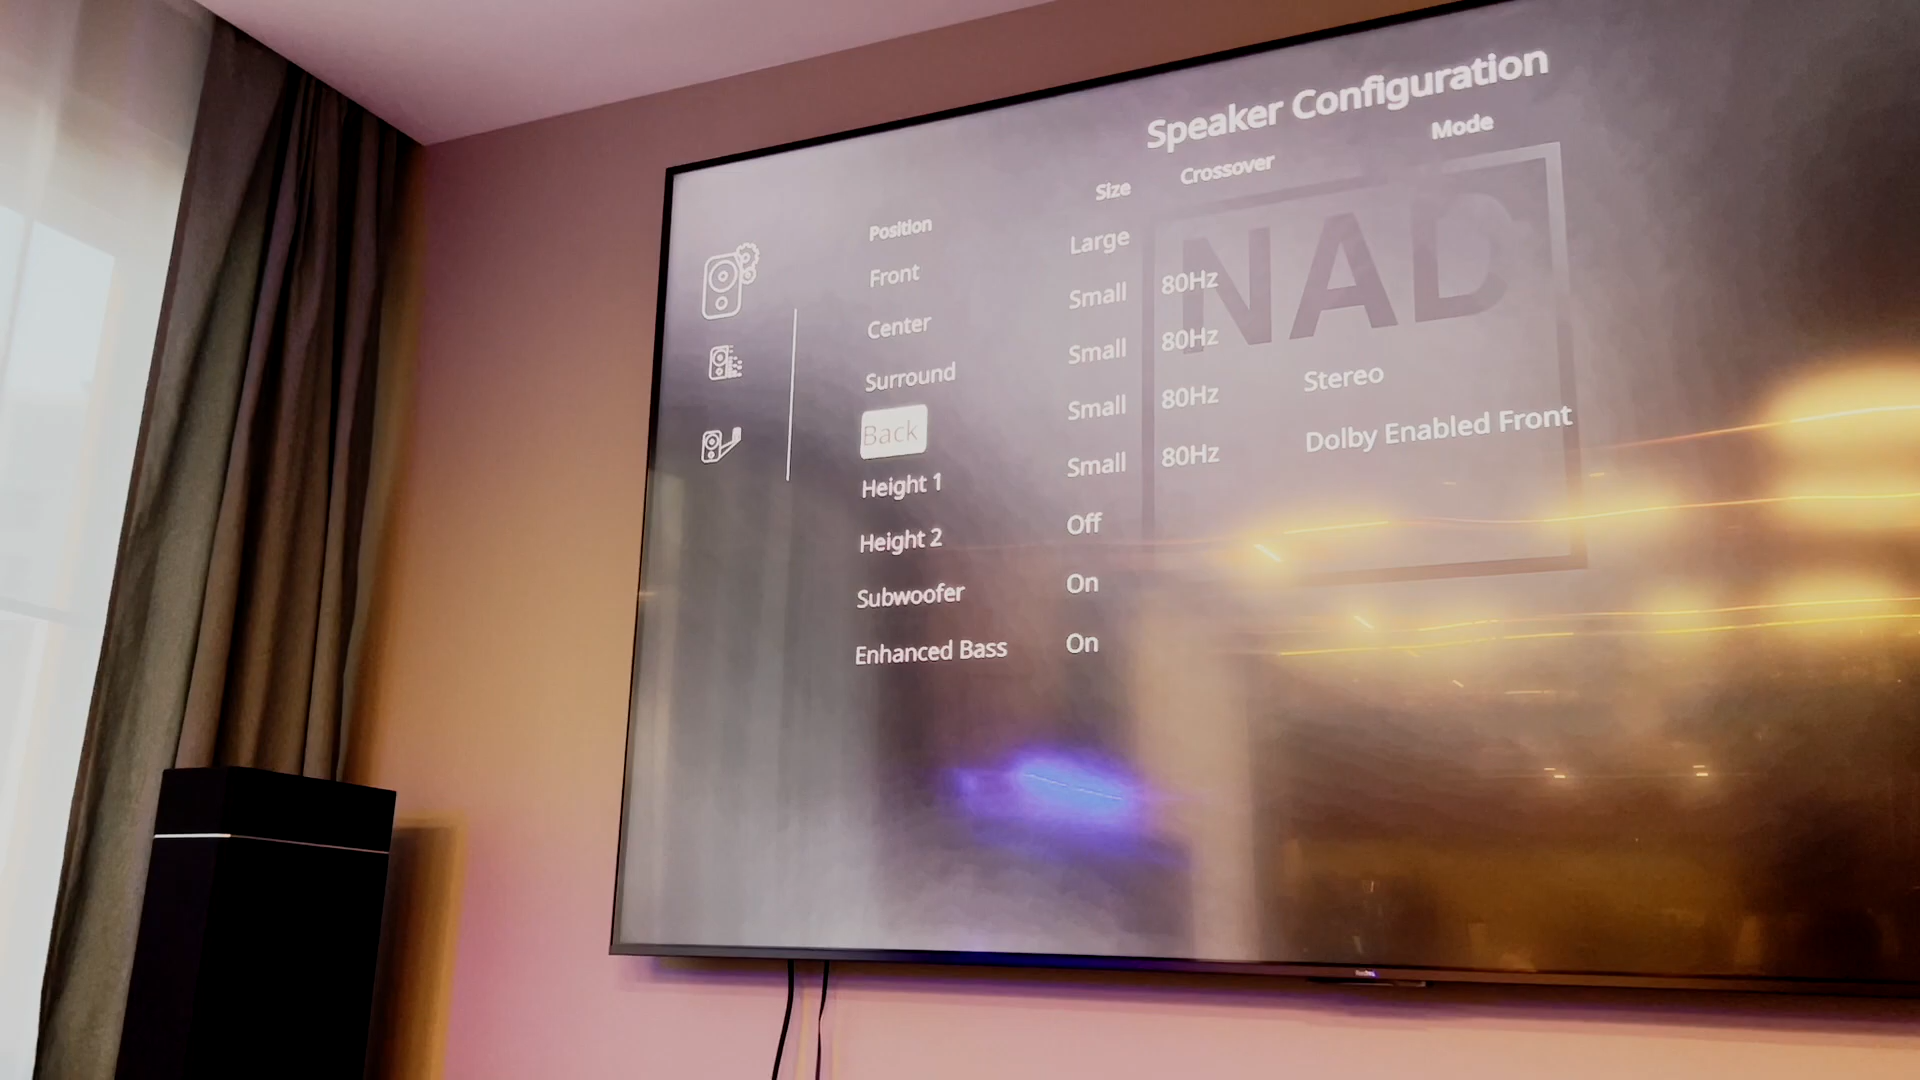 Speaker Configuration
Position Size Crossover Mode
Front Large
Center Small 80Hz
Surround Small 80Hz
Back Small 80Hz Stereo
Height 1 Small 80Hz Dolby Enabled Front
Height 2 Off
Subwoofer On
Enhanced Bass On
NAD